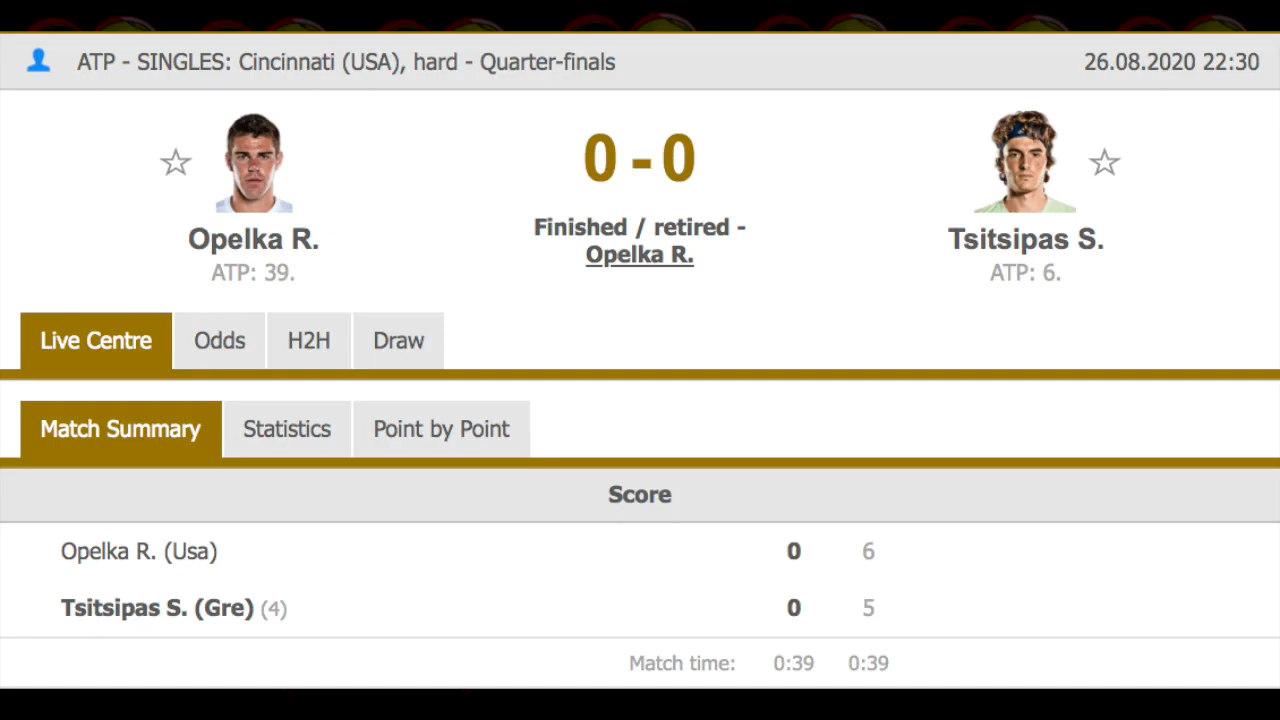 ATP - SINGLES: Cincinnati (USA), hard - Quarter-finals 26.08.2020 22:30
0 - 0
Finished / retired -
Opelka R.
Opelka R. Tsitsipas S.
ATP: 39. ATP: 6.
Live Centre Odds H2H Draw
Match Summary Statistics Point by Point
Score
Opelka R. (Usa) 0 6
Tsitsipas S. (Gre) (4) 0 5
Match time: 0:39 0:39